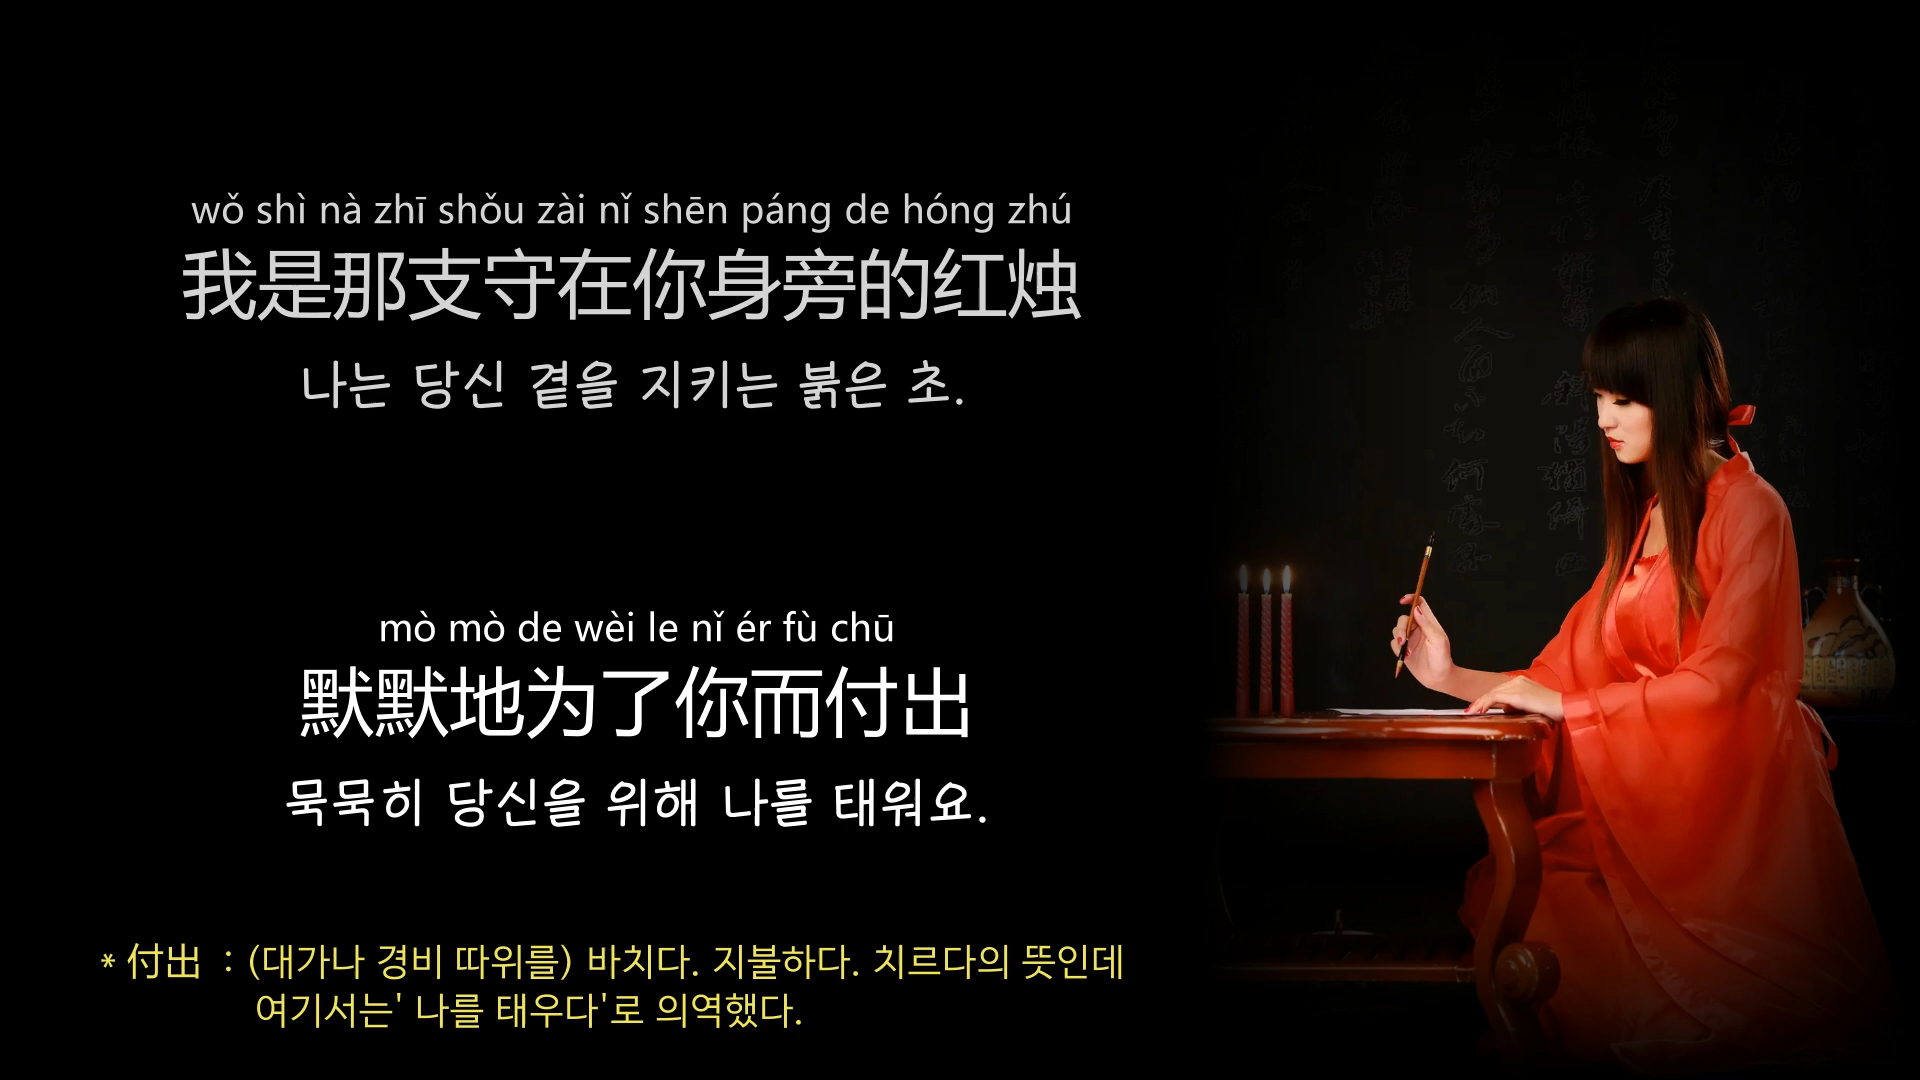 wǒ shì nà zhī shǒu zài nǐ shēn páng de hóng zhú
我是那支守在你身旁的红烛
나는 당신 곁을 지키는 붉은 초.
mò mò de wèi le nǐ ér fù chū
默默地为了你而付出
묵묵히 당신을 위해 나를 태워요.
* 付出 : (대가나 경비 따위를) 바치다. 지불하다. 치르다의 뜻인데
여기서는' 나를 태우다'로 의역했다.